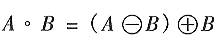 A ∘ B = (A ⊖ B) ⊕ B